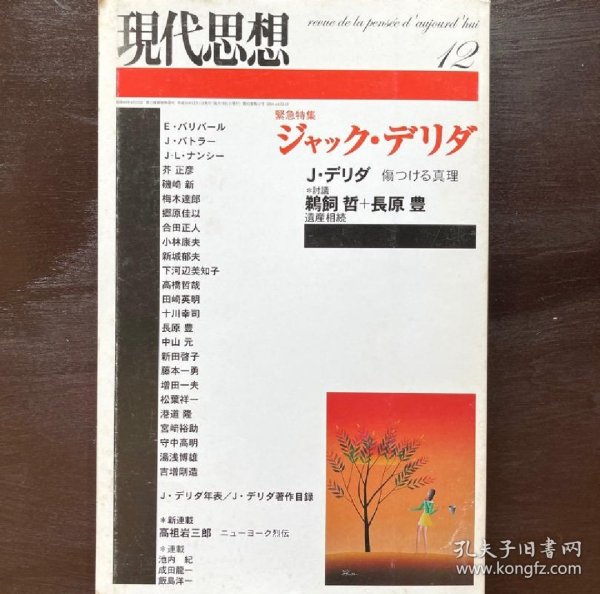 現代思想
revue de la pensée d'aujourd'hui
12
緊急特集
ジャック・デリダ
J・デリダ 傷つける真理
*討議
鵜飼 哲+長原 豊
遺産相続
E・バリバール
J・バトラー
J-L・ナンシー
芥 正彦
磯崎 新
梅木達郎
郷原佳以
合田正人
小林康夫
新城郁夫
下河辺美知子
高橋哲哉
田崎英明
十川幸司
長原 豊
中山 元
新田啓子
藤本一勇
増田一夫
松葉祥一
港道 隆
宮﨑裕助
守中高明
湯浅博雄
吉増剛造
J・デリダ年表/J・デリダ著作目録
*新連載
高祖岩三郎 ニューヨーク烈伝
*連載
池内 紀
成田龍一
飯島洋一
孔夫子旧书网
www.kongfz.com